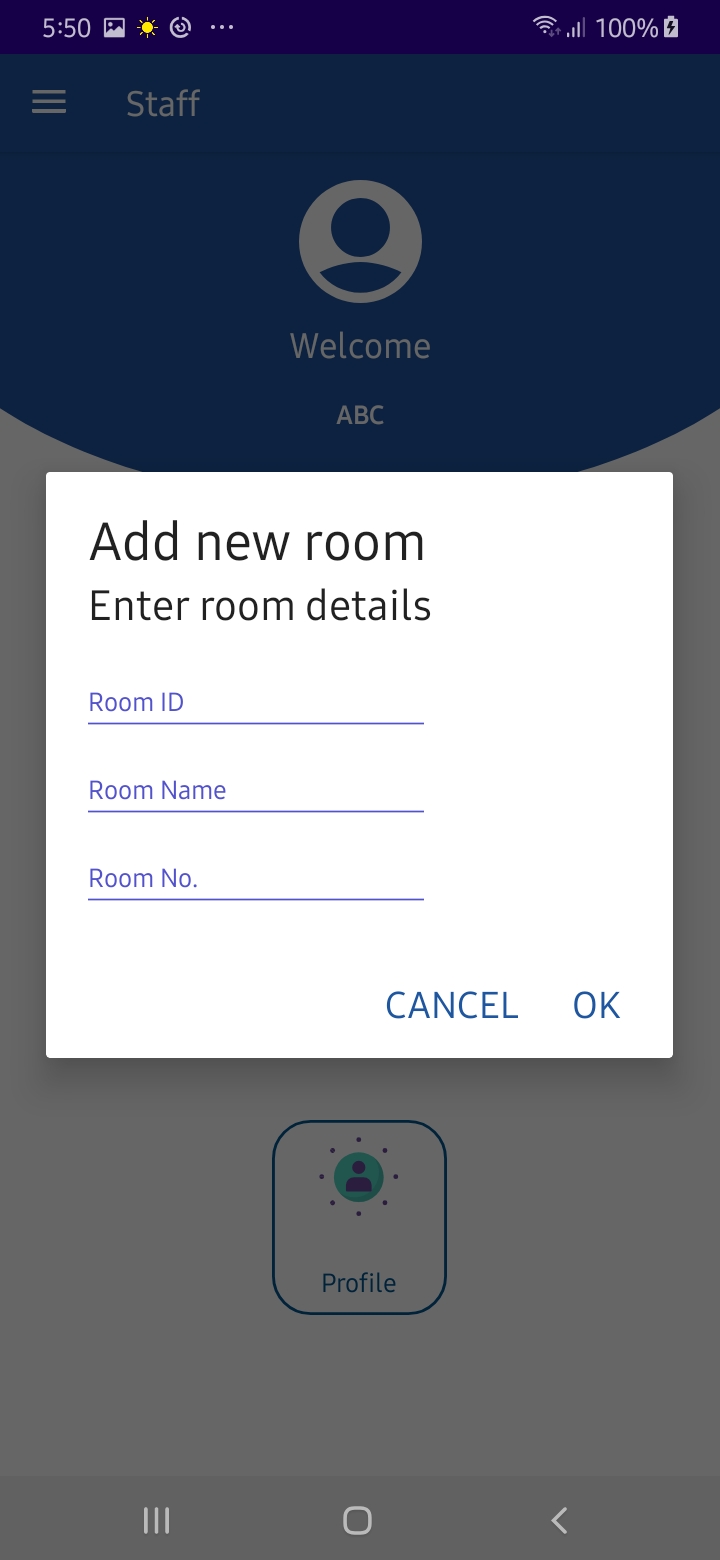 5:50 100%
Staff
Welcome
ABC
Add new room
Enter room details
Room ID
Room Name
Room No.
CANCEL OK
Profile